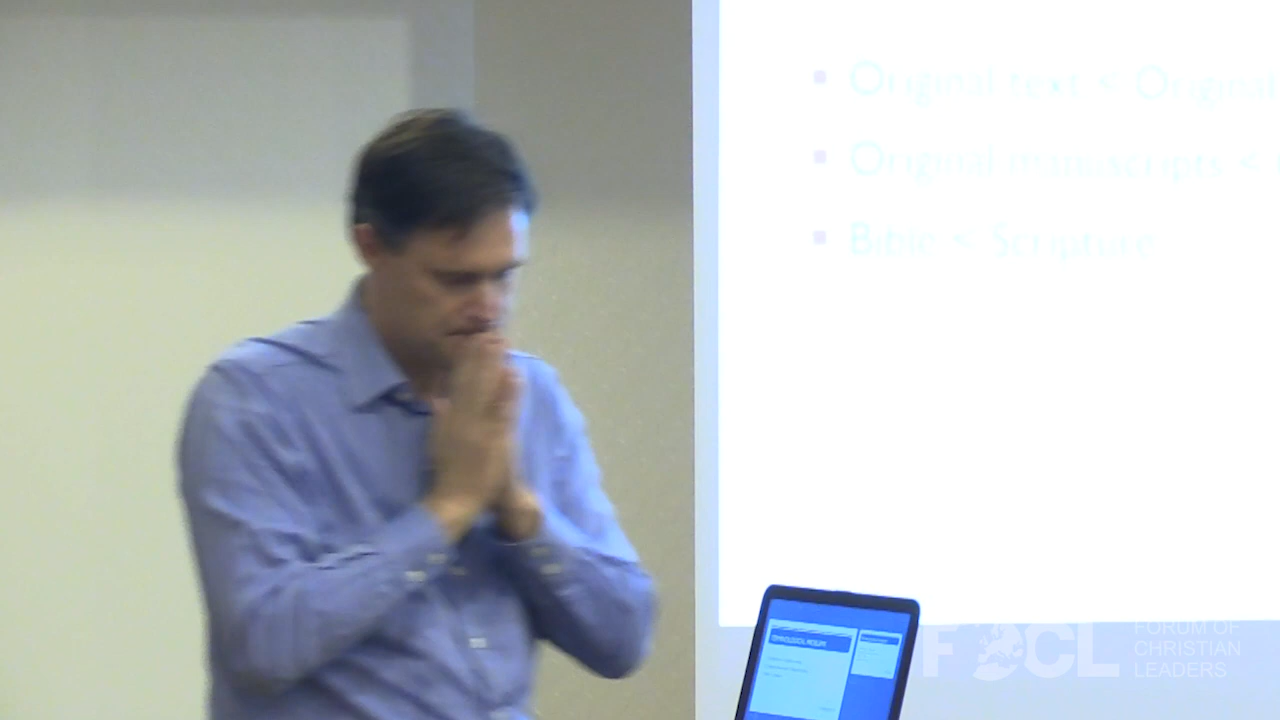 Original text < Original
Original manuscripts <
Bible < Scripture
FOCL
FORUM OF
CHRISTIAN
LEADERS